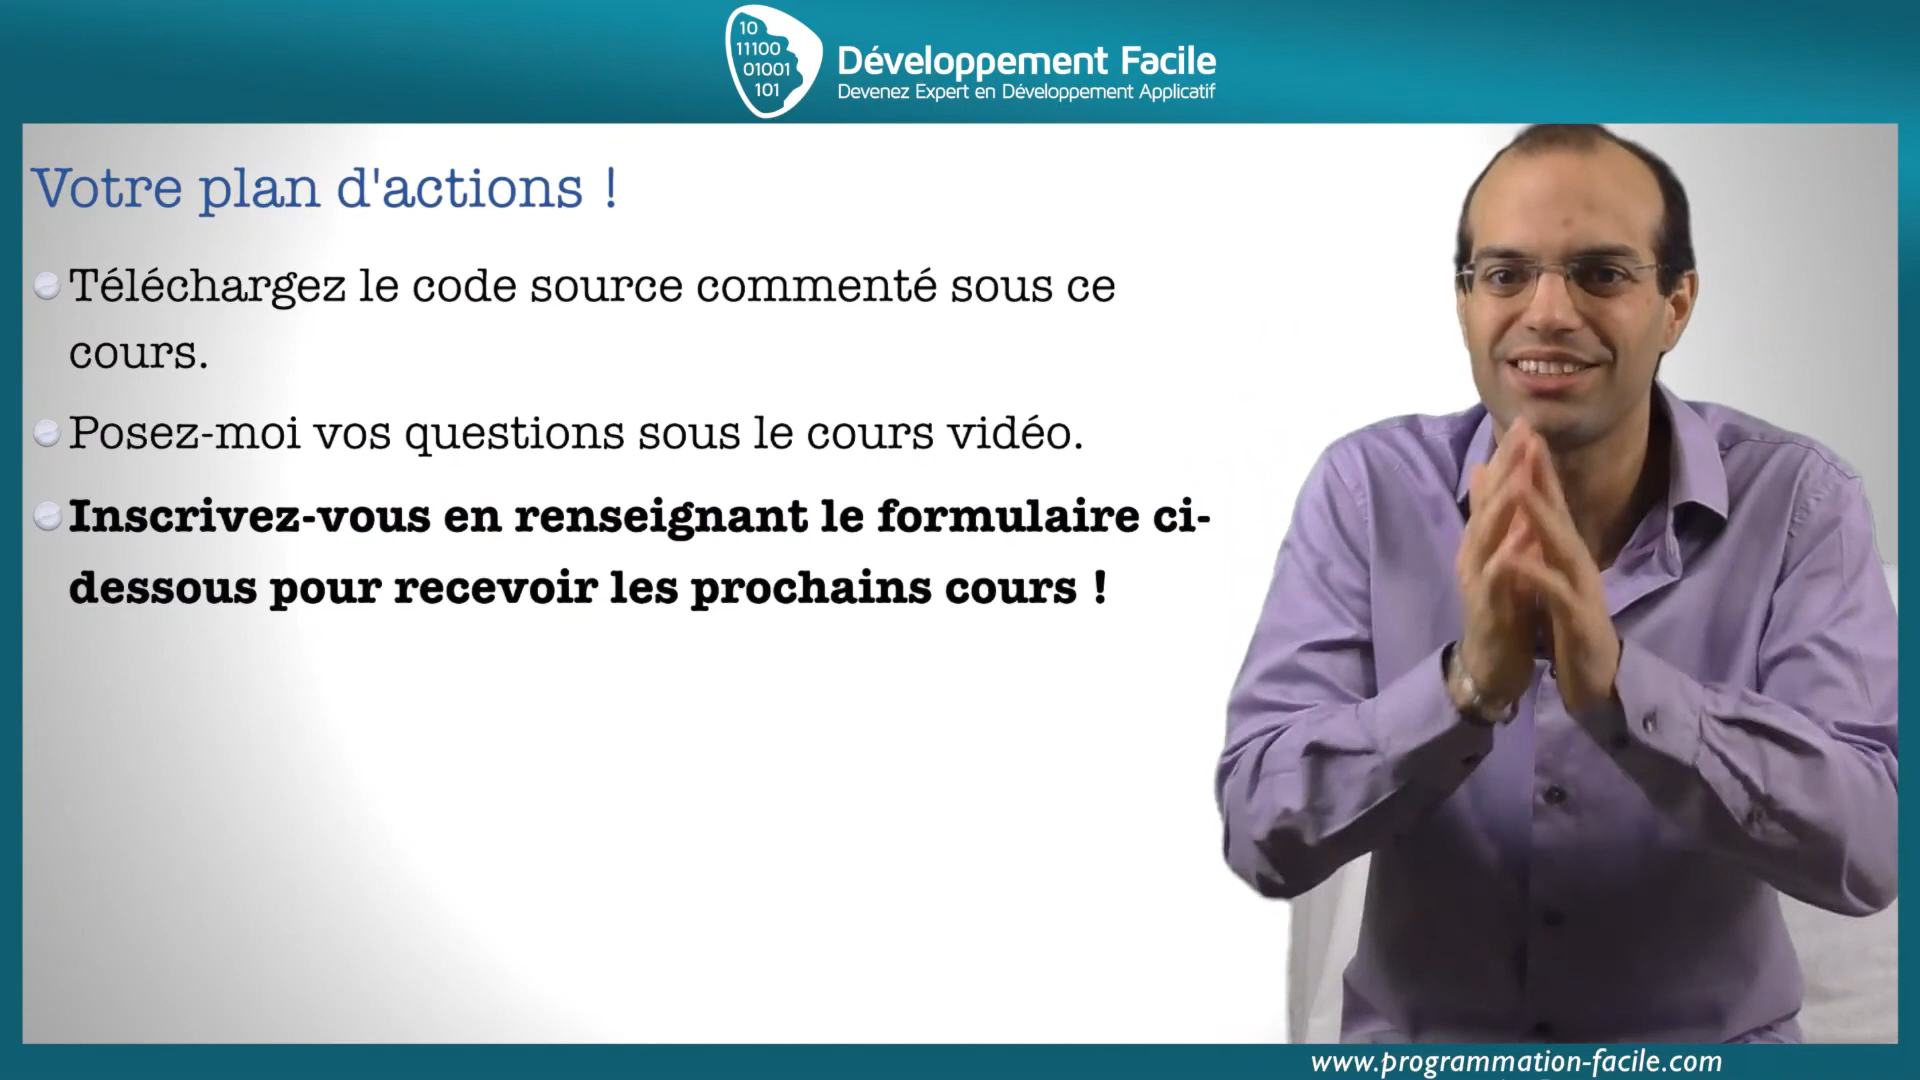 10
11100
01001
101
Développement Facile
Devenez Expert en Développement Applicatif
Votre plan d'actions !
Téléchargez le code source commenté sous ce
cours.
Posez-moi vos questions sous le cours vidéo.
Inscrivez-vous en renseignant le formulaire ci-
dessous pour recevoir les prochains cours !
www.programmation-facile.com